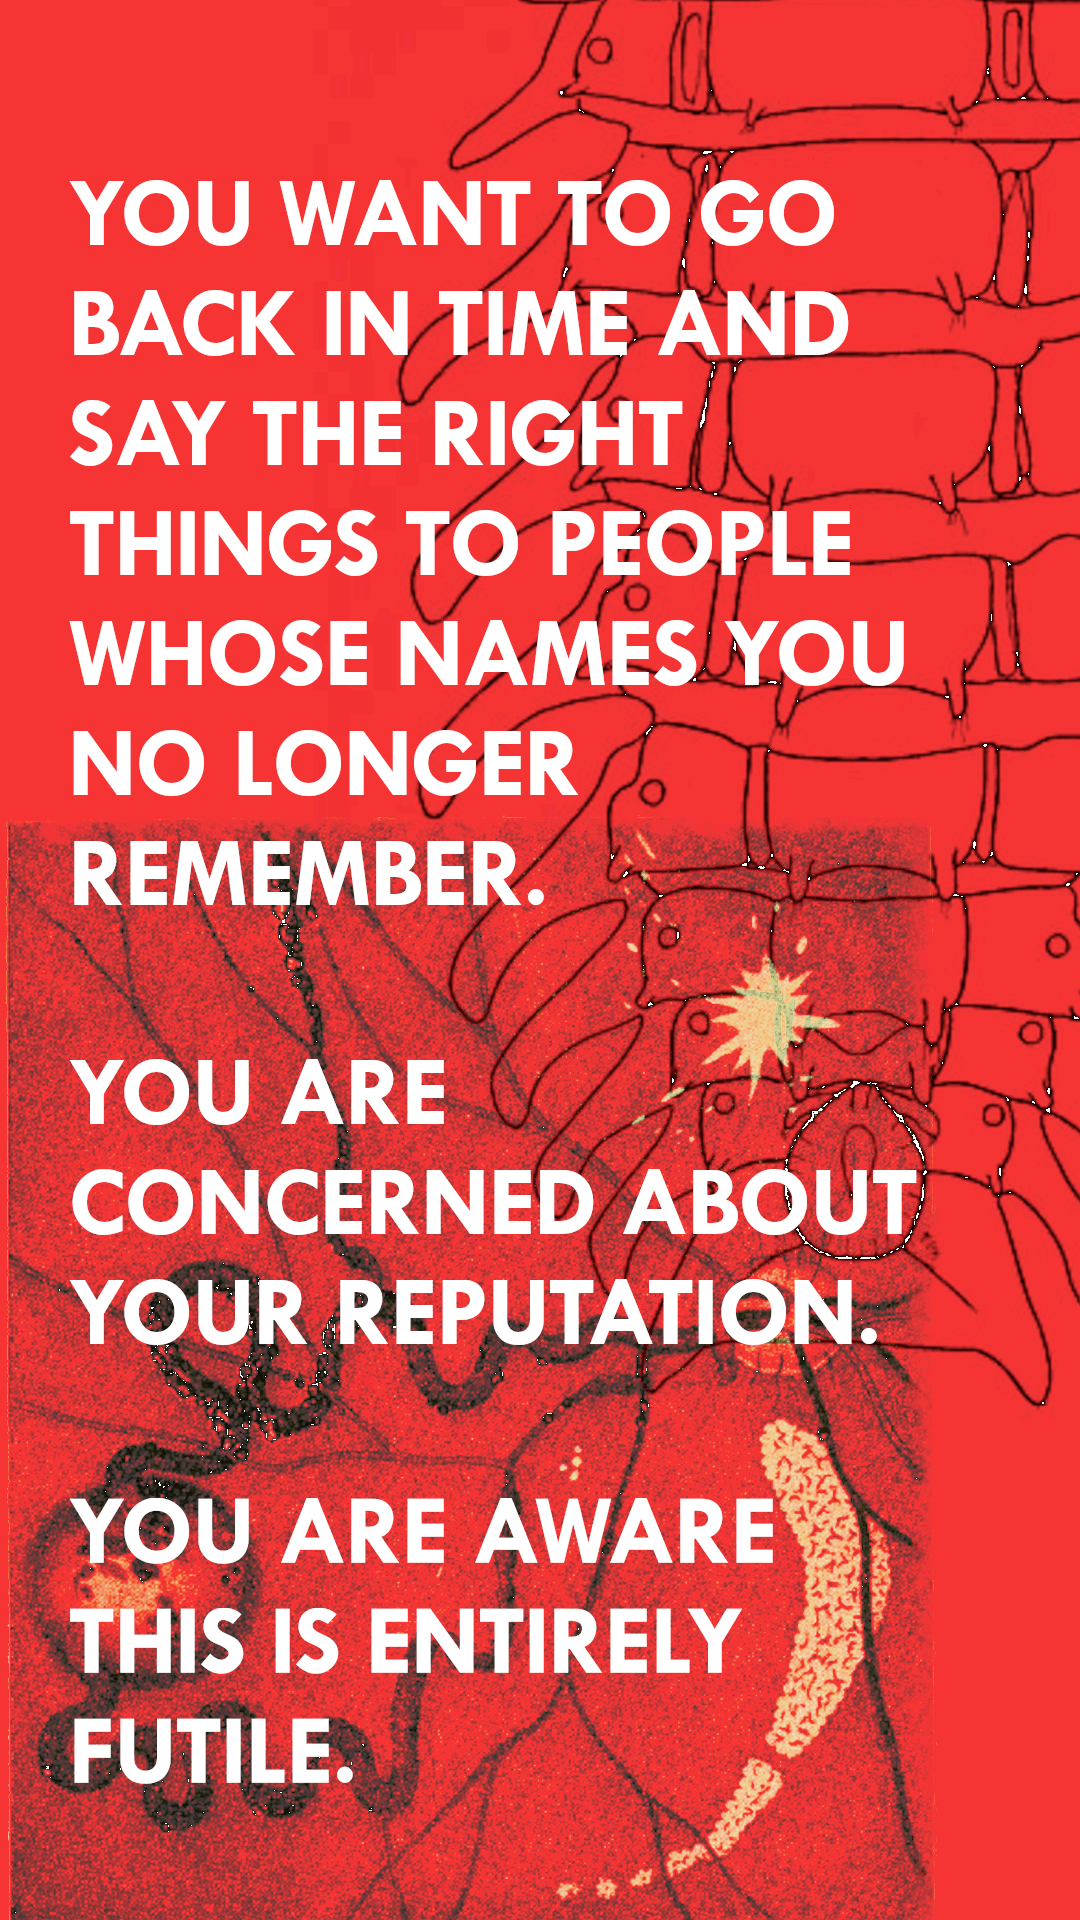 YOU WANT TO GO
BACK IN TIME AND
SAY THE RIGHT
THINGS TO PEOPLE
WHOSE NAMES YOU
NO LONGER
REMEMBER.
YOU ARE
CONCERNED ABOUT
YOUR REPUTATION.
YOU ARE AWARE
THIS IS ENTIRELY
FUTILE.